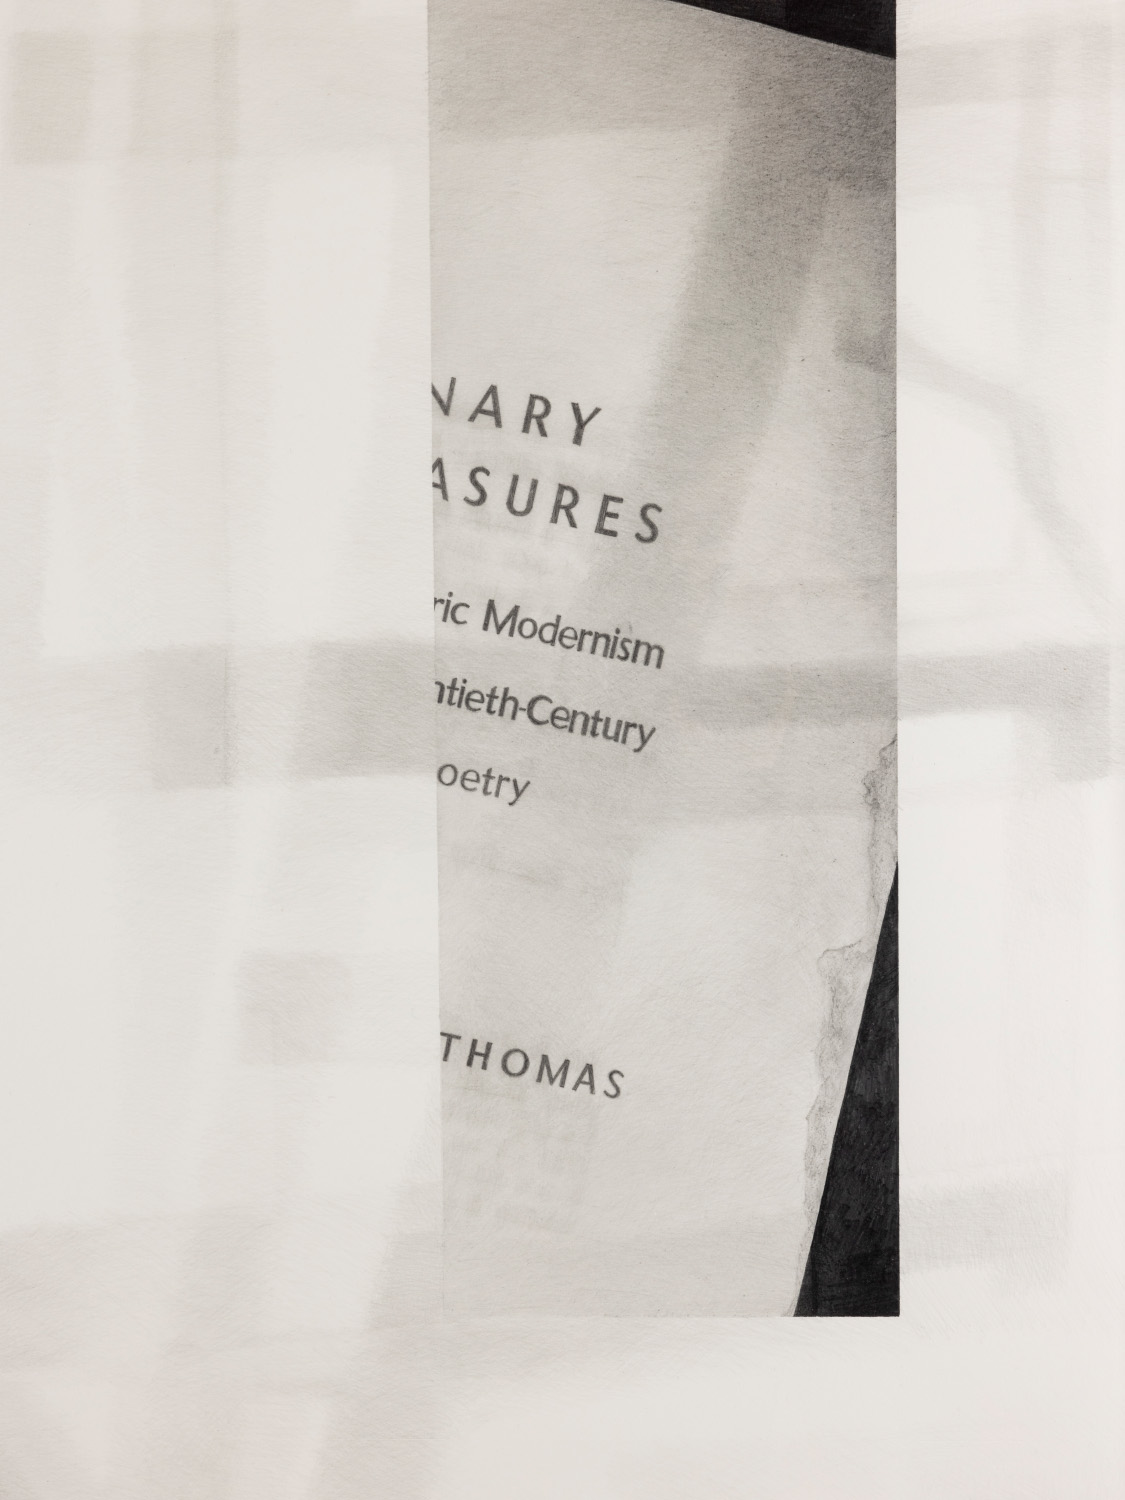 NARY
ASURES
ric Modernism
ntieth-Century
oetry
THOMAS